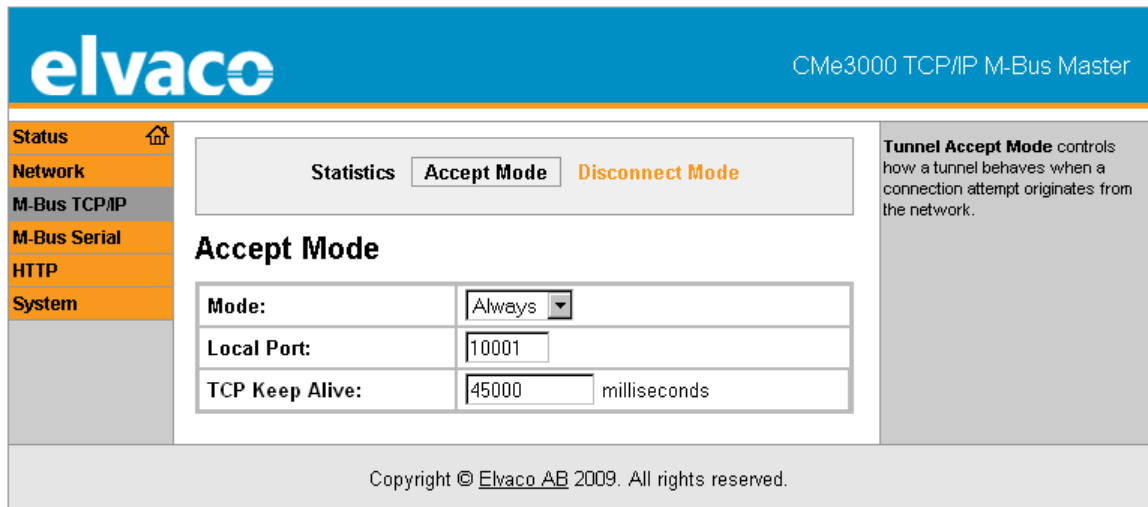 elvaco
CMe3000 TCP/IP M-Bus Master
Status
Network
M-Bus TCP/IP
M-Bus Serial
HTTP
System
Statistics Accept Mode Disconnect Mode
Accept Mode
Mode: Always
Local Port: 10001
TCP Keep Alive: 45000 milliseconds
Tunnel Accept Mode controls
how a tunnel behaves when a
connection attempt originates from
the network.
Copyright © Elvaco AB 2009. All rights reserved.